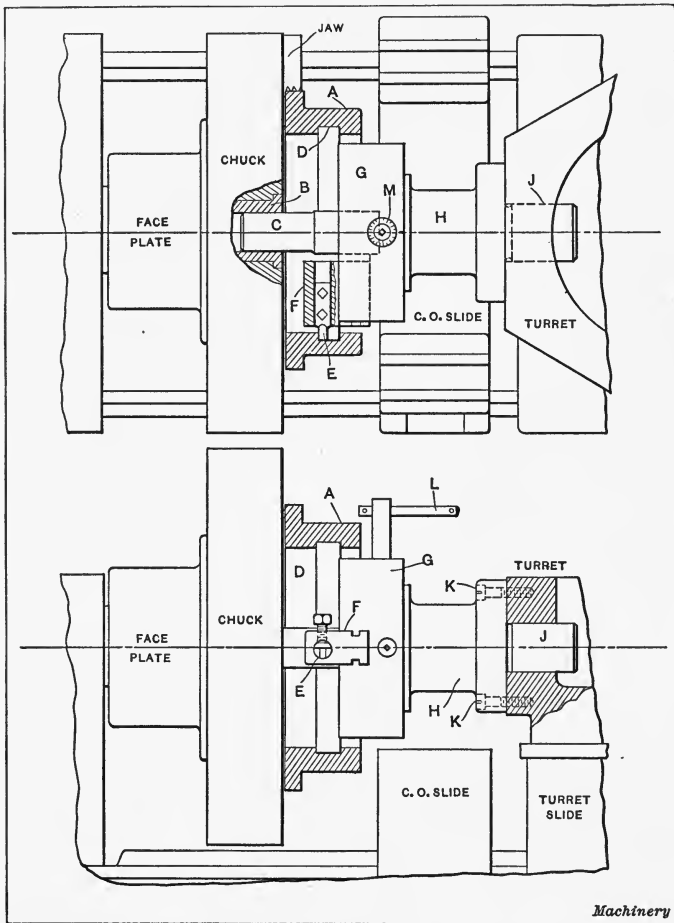 JAW
A
D
CHUCK
G
B
M
J
FACE
PLATE
C
H
F
C. O. SLIDE
TURRET
E
A
L
G
TURRET
D
K
CHUCK
F
FACE
PLATE
J
E
H
K
C. O. SLIDE
TURRET
SLIDE
Machinery